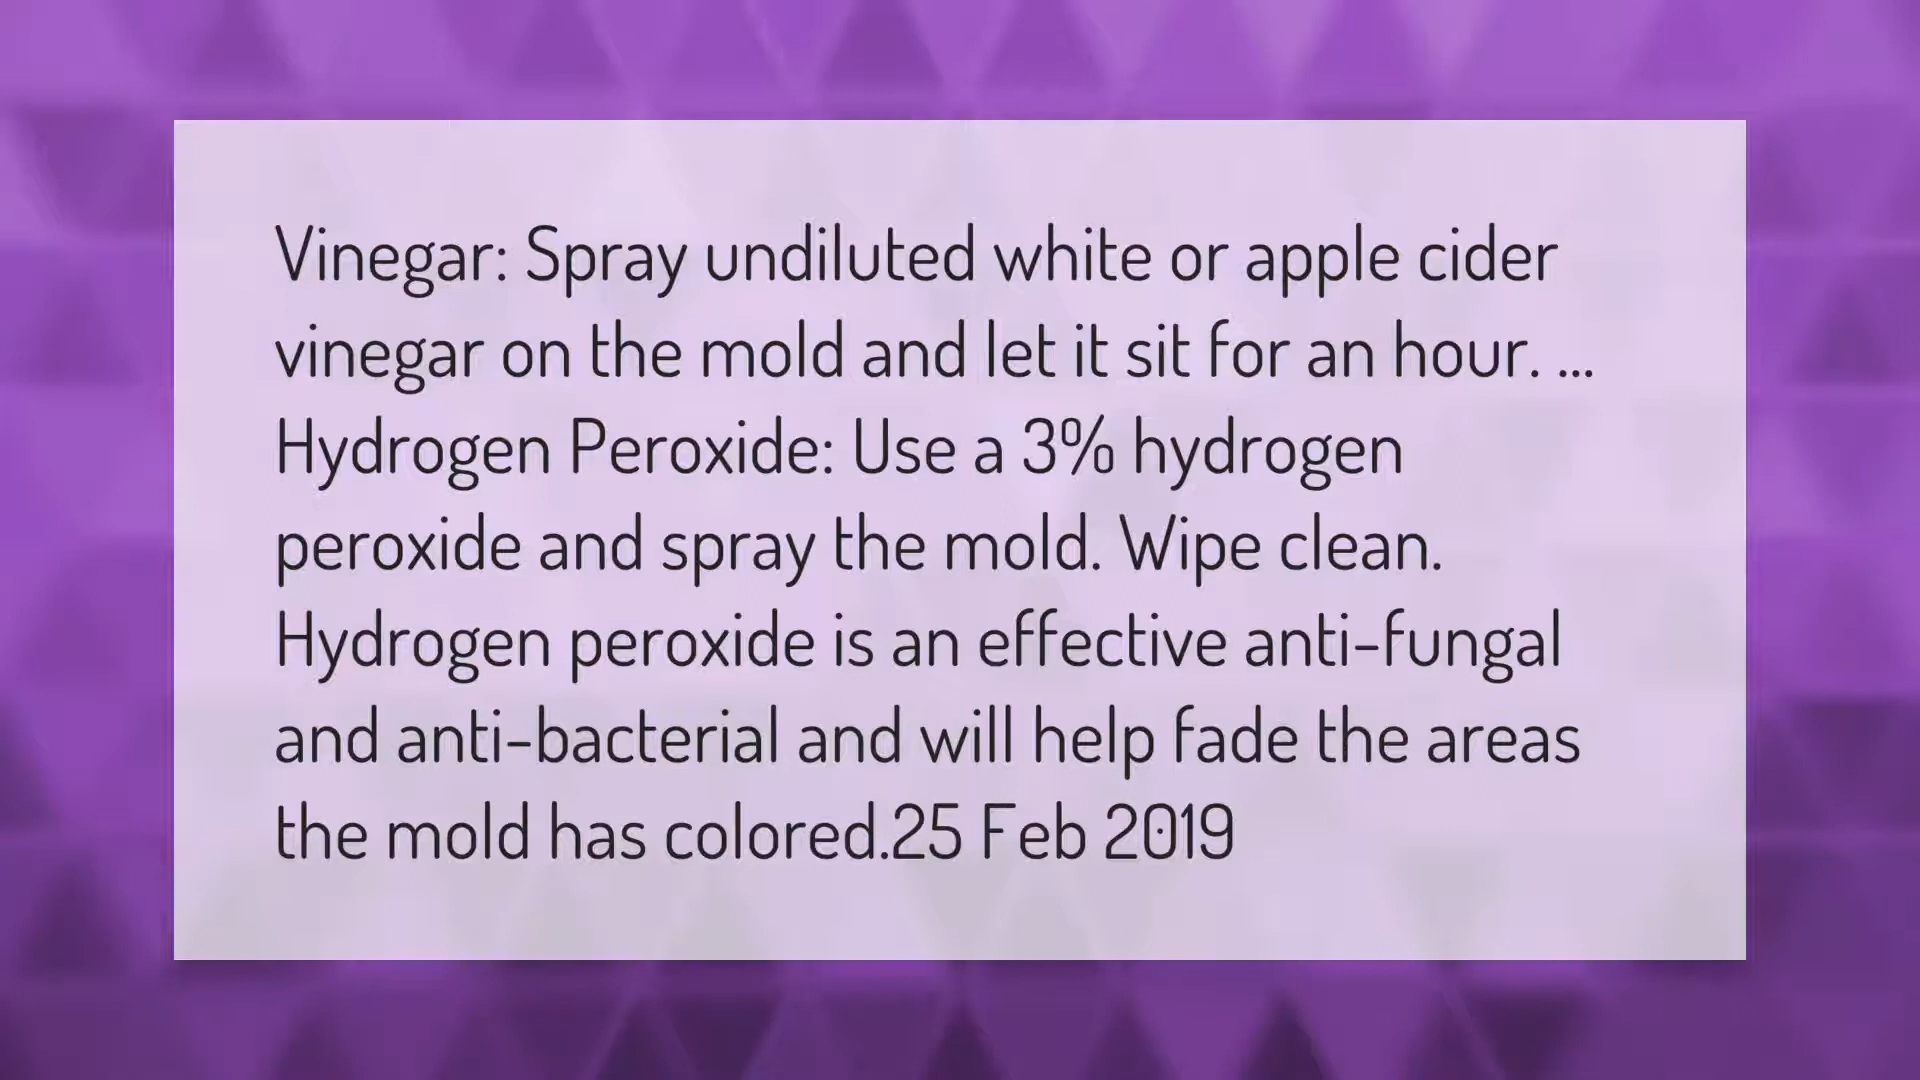 Vinegar: Spray undiluted white or apple cider
vinegar on the mold and let it sit for an hour. ...
Hydrogen Peroxide: Use a 3% hydrogen
peroxide and spray the mold. Wipe clean.
Hydrogen peroxide is an effective anti-fungal
and anti-bacterial and will help fade the areas
the mold has colored.25 Feb 2019